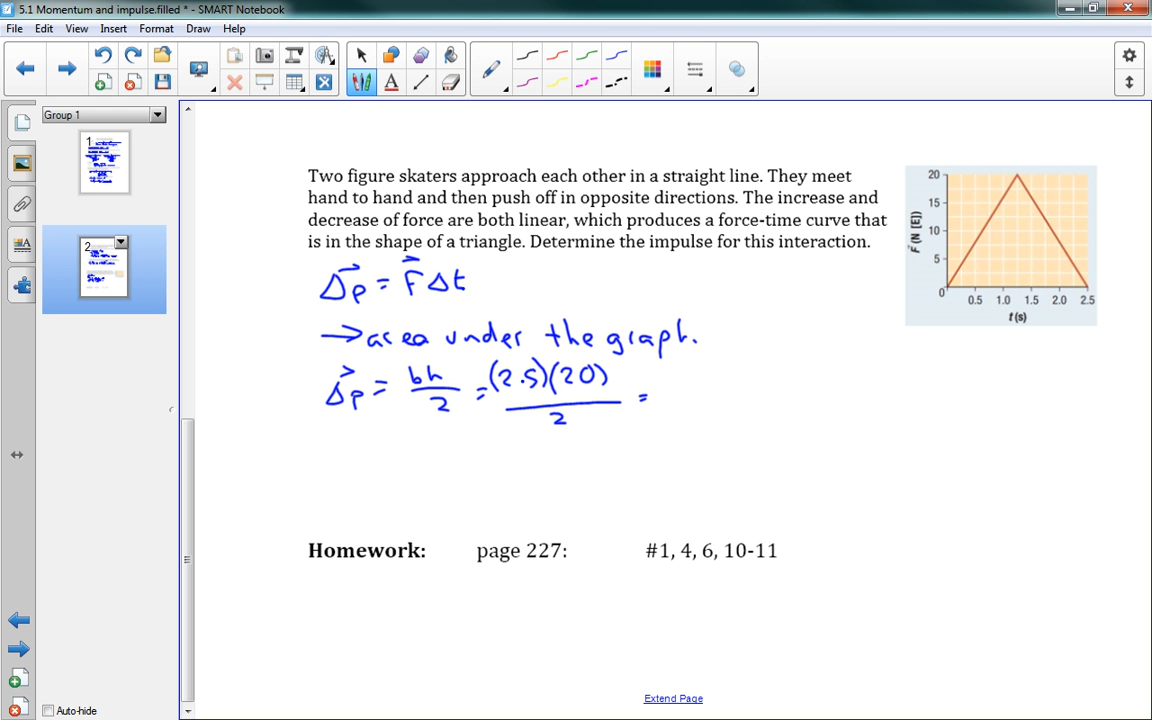 5.1 Momentum and impulse.filled * - SMART Notebook
File Edit View Insert Format Draw Help
Group 1
1
2
Two figure skaters approach each other in a straight line. They meet
hand to hand and then push off in opposite directions. The increase and
decrease of force are both linear, which produces a force-time curve that
is in the shape of a triangle. Determine the impulse for this interaction.
20
15
10
5
0
0.5 1.0 1.5 2.0 2.5
F⃗ (N [E])
t (s)
Δp⃗ = F⃗Δt
→ area under the graph.
Δp⃗ = bh/2 = (2.5)(20)/2 =
Homework: page 227: #1, 4, 6, 10-11
Extend Page
Auto-hide